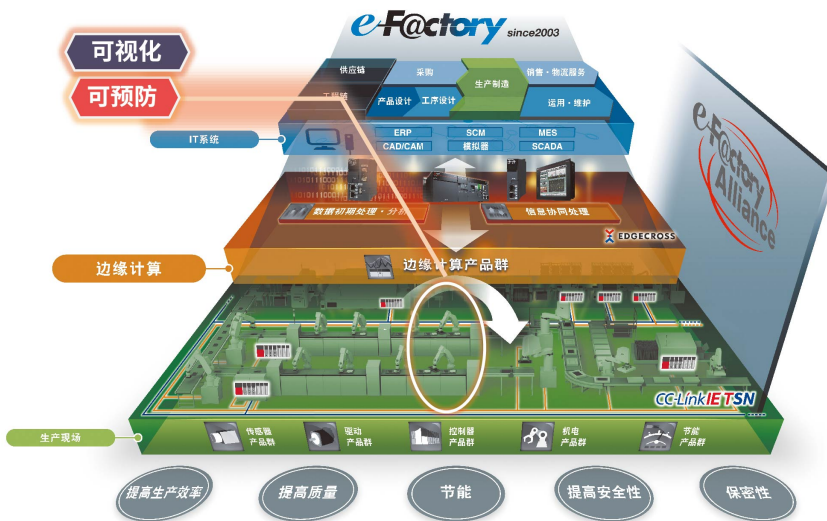 e-F@ctory since2003
可视化
可预防
供应链
采购
生产制造
销售・物流服务
工程链
产品设计
工序设计
运用・维护
IT系统
ERP
SCM
MES
CAD/CAM
模拟器
SCADA
数据初期处理・分析
信息协同处理
EDGECROSS
边缘计算
边缘计算产品群
e-F@ctory
Alliance
CC-Link IE TSN
生产现场
传感器
产品群
驱动
产品群
控制器
产品群
机电
产品群
节能
产品群
提高生产效率
提高质量
节能
提高安全性
保密性